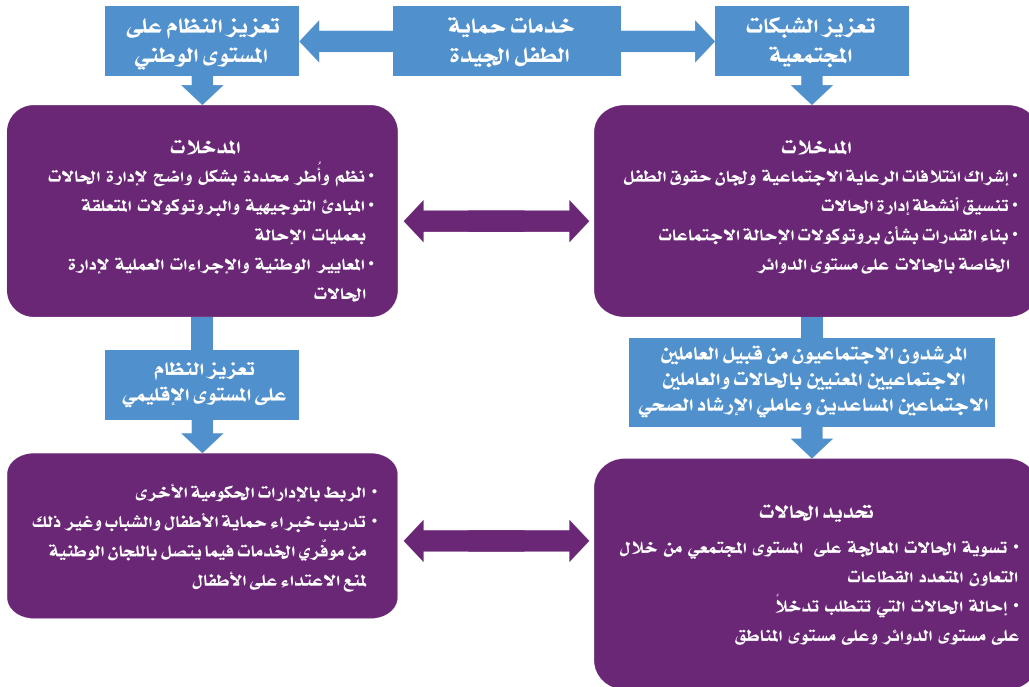 تعزيز الشبكات
المجتمعية
خدمات حماية
الطفل الجيدة
تعزيز النظام على
المستوى الوطني
المدخلات
• إشراك ائتلافات الرعاية الاجتماعية ولجان حقوق الطفل
• تنسيق أنشطة إدارة الحالات
• بناء القدرات بشأن بروتوكولات الإحالة الاجتماعات
الخاصة بالحالات على مستوى الدوائر
المدخلات
• نظم وأُطر محددة بشكل واضح لإدارة الحالات
• المبادئ التوجيهية والبروتوكولات المتعلقة
بعمليات الإحالة
• المعايير الوطنية والإجراءات العملية لإدارة
الحالات
المرشدون الاجتماعيون من قبيل العاملين
الاجتماعيين المعنيين بالحالات والعاملين
الاجتماعين المساعدين وعاملي الإرشاد الصحي
تعزيز النظام
على المستوى الإقليمي
تحديد الحالات
• تسوية الحالات المعالجة على المستوى المجتمعي من خلال
التعاون المتعدد القطاعات
• إحالة الحالات التي تتطلب تدخلاً
على مستوى الدوائر وعلى مستوى المناطق
• الربط بالإدارات الحكومية الأخرى
• تدريب خبراء حماية الأطفال والشباب وغير ذلك
من موفّري الخدمات فيما يتصل باللجان الوطنية
لمنع الاعتداء على الأطفال